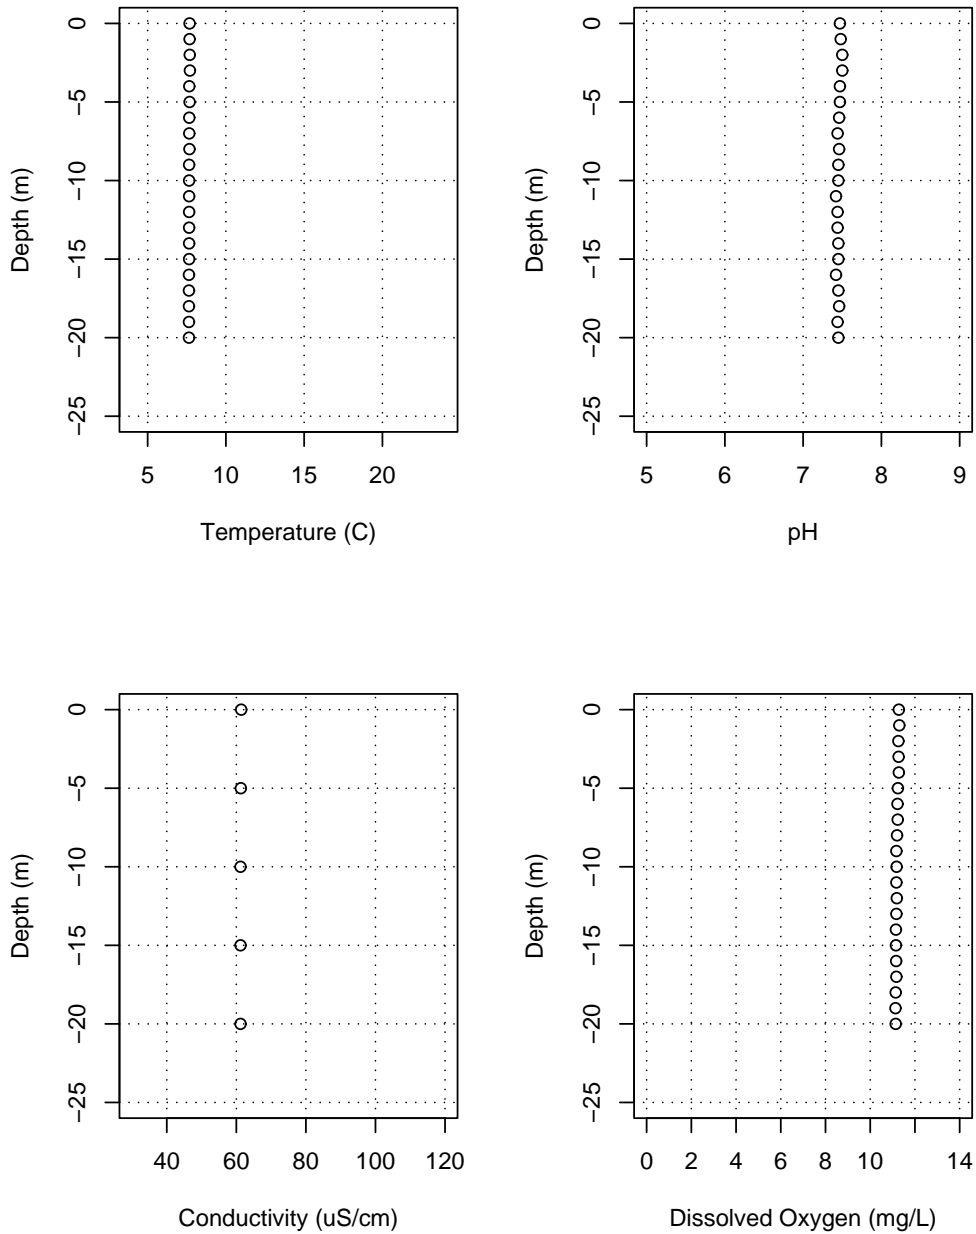 0
−5
−10
−15
−20
−25
Depth (m)
5 10 15 20
Temperature (C)
0
−5
−10
−15
−20
−25
Depth (m)
5 6 7 8 9
pH
0
−5
−10
−15
−20
−25
Depth (m)
40 60 80 100 120
Conductivity (uS/cm)
0
−5
−10
−15
−20
−25
Depth (m)
0 2 4 6 8 10 14
Dissolved Oxygen (mg/L)